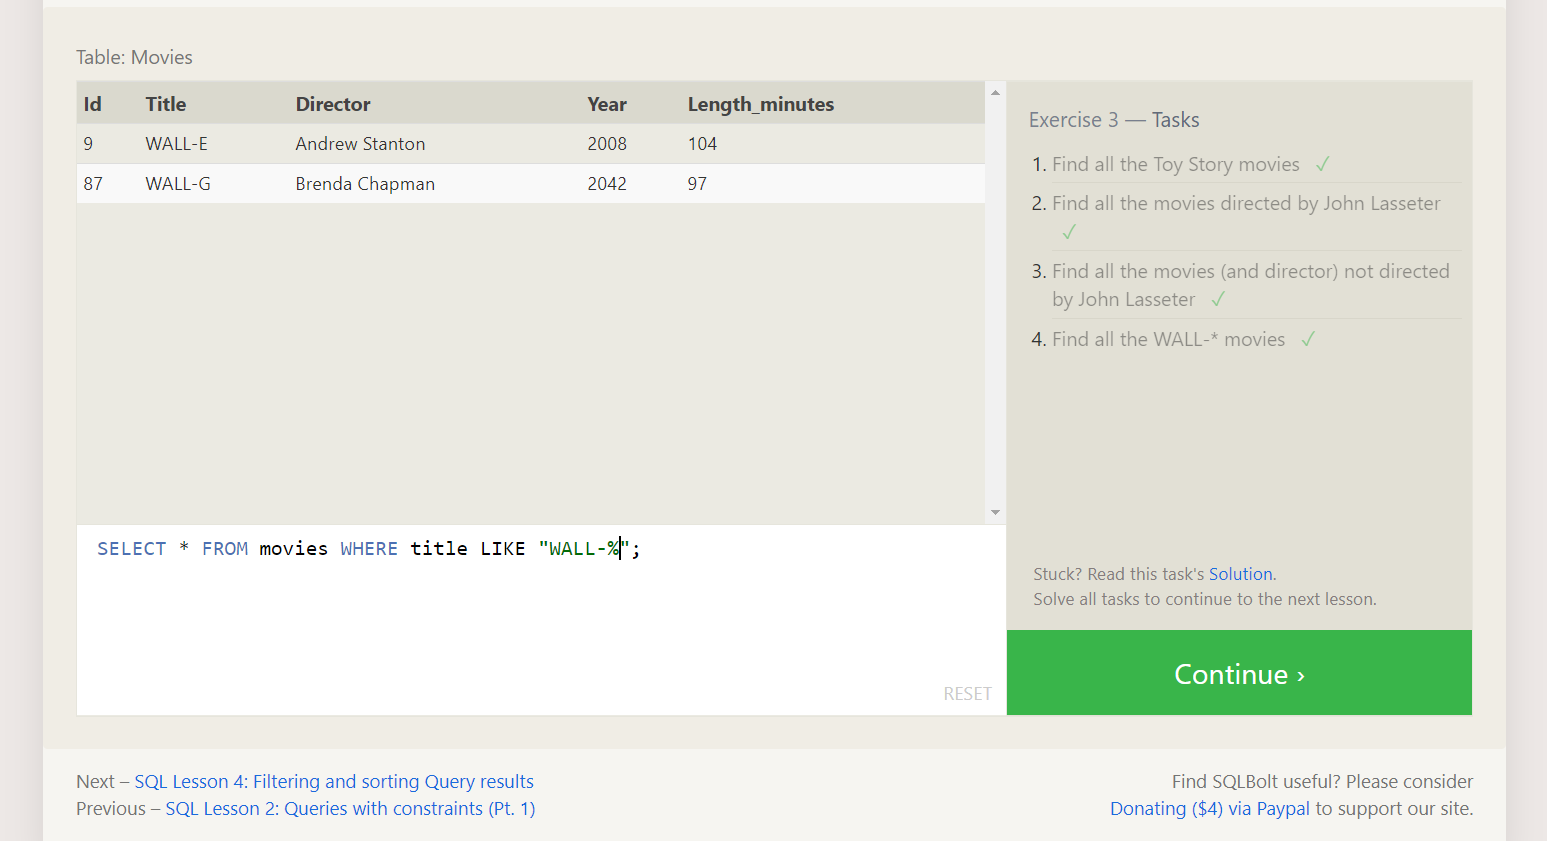 Table: Movies
Id Title Director Year Length_minutes
9 WALL-E Andrew Stanton 2008 104
87 WALL-G Brenda Chapman 2042 97
SELECT * FROM movies WHERE title LIKE "WALL-%";
RESET
Exercise 3 — Tasks
1. Find all the Toy Story movies ✓
2. Find all the movies directed by John Lasseter
✓
3. Find all the movies (and director) not directed
by John Lasseter ✓
4. Find all the WALL-* movies ✓
Stuck? Read this task's Solution.
Solve all tasks to continue to the next lesson.
Continue ›
Next – SQL Lesson 4: Filtering and sorting Query results
Previous – SQL Lesson 2: Queries with constraints (Pt. 1)
Find SQLBolt useful? Please consider
Donating ($4) via Paypal to support our site.